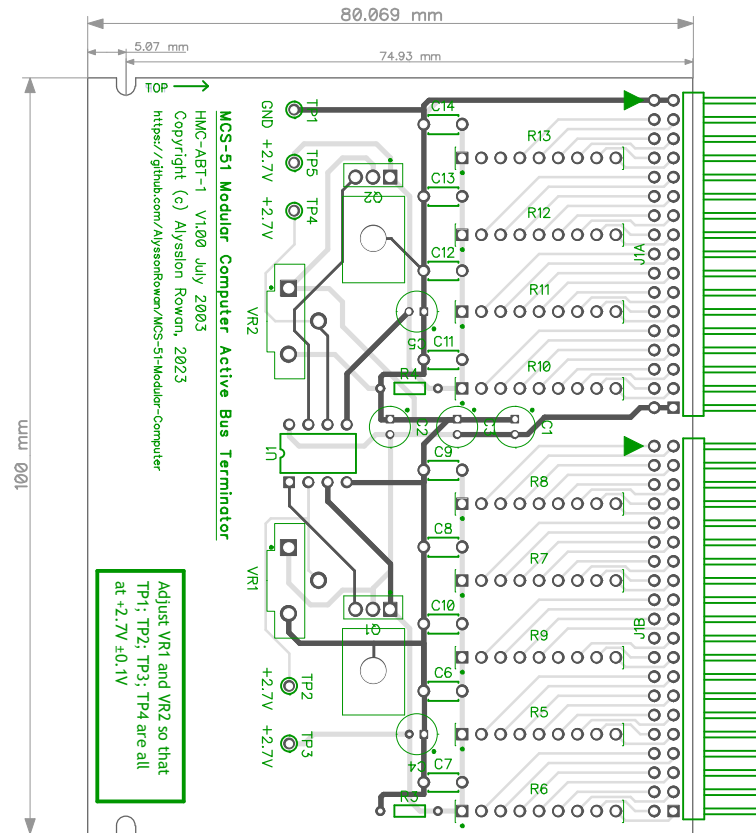 80.069 mm
5.07 mm
74.93 mm
100 mm
TOP
MCS-51 Modular Computer Active Bus Terminator
HMC-ABT-1 V1.00 July 2003
Copyright (c) Alysson Rowan, 2023
https://github.com/AlyssonRowan/MCS-51-Modular-Computer
GND
TP1
+2.7V
TP5
+2.7V
TP4
C14
R13
Q2
C13
R12
C12
J1A
VR2
R11
C5
C11
R10
R4
C2
C3
C1
U1
C9
R8
C8
R7
VR1
Q1
C10
R9
J1B
C6
+2.7V
TP2
R5
+2.7V
TP3
C4
C7
R6
Adjust VR1 and VR2 so that
TP1; TP2; TP3; TP4 are all
at +2.7V ±0.1V